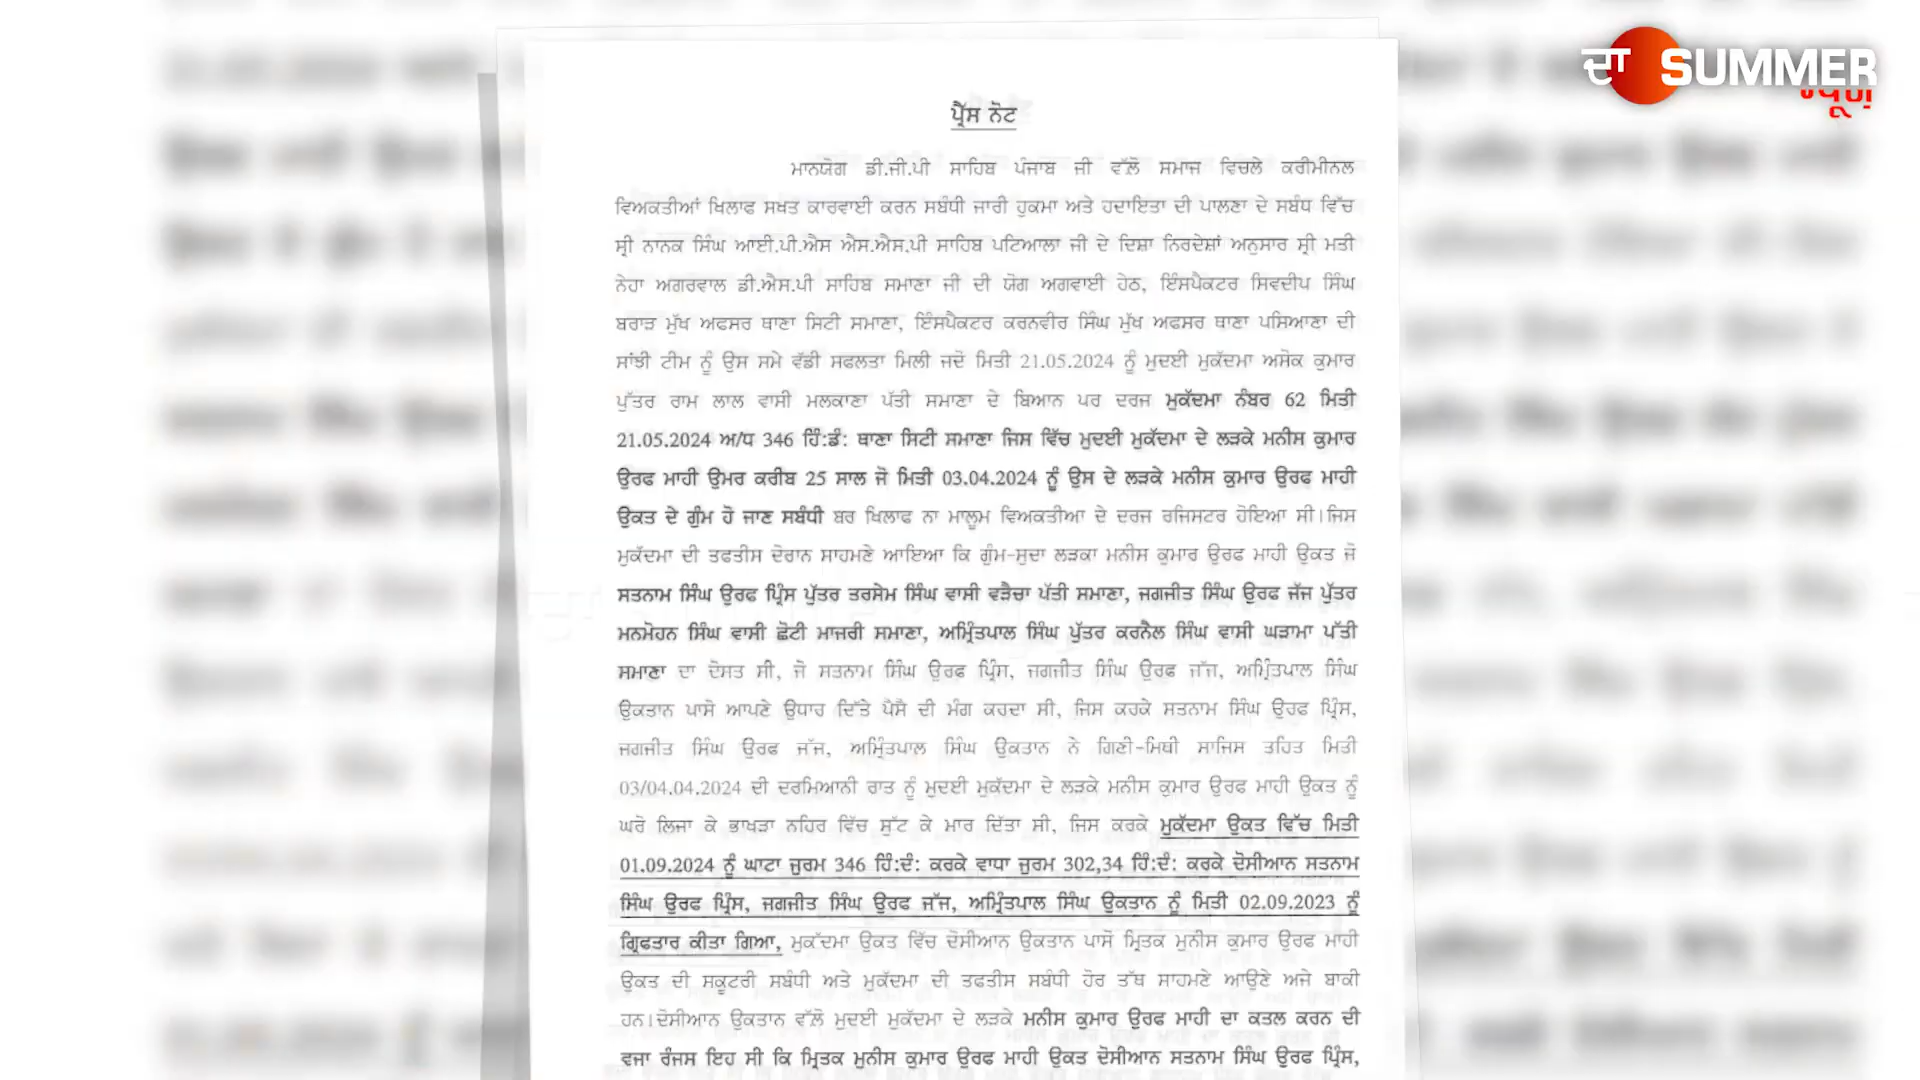 ਦਾ SUMMER
ਨਿਊਜ਼
ਪ੍ਰੈੱਸ ਨੋਟ
ਮਾਨਯੋਗ ਡੀ.ਜੀ.ਪੀ ਸਾਹਿਬ ਪੰਜਾਬ ਜੀ ਵੱਲੋ ਸਮਾਜ ਵਿਚਲੇ ਕਰੀਮੀਨਲ
ਵਿਅਕਤੀਆਂ ਖਿਲਾਫ ਸਖਤ ਕਾਰਵਾਈ ਕਰਨ ਸਬੰਧੀ ਜਾਰੀ ਹੁਕਮਾ ਅਤੇ ਹਦਾਇਤਾ ਦੀ ਪਾਲਣਾ ਦੇ ਸਬੰਧ ਵਿੱਚ
ਸ੍ਰੀ ਨਾਨਕ ਸਿੰਘ ਆਈ.ਪੀ.ਐਸ ਐਸ.ਐਸ.ਪੀ ਸਾਹਿਬ ਪਟਿਆਲਾ ਜੀ ਦੇ ਦਿਸ਼ਾ ਨਿਰਦੇਸ਼ਾਂ ਅਨੁਸਾਰ ਸ੍ਰੀ ਮਤੀ
ਨੇਹਾ ਅਗਰਵਾਲ ਡੀ.ਐਸ.ਪੀ ਸਾਹਿਬ ਸਮਾਣਾ ਜੀ ਦੀ ਯੋਗ ਅਗਵਾਈ ਹੇਠ, ਇੰਸਪੈਕਟਰ ਸਿਵਦੀਪ ਸਿੰਘ
ਬਰਾੜ ਮੁੱਖ ਅਫਸਰ ਥਾਣਾ ਸਿਟੀ ਸਮਾਣਾ, ਇੰਸਪੈਕਟਰ ਕਰਨਵੀਰ ਸਿੰਘ ਮੁੱਖ ਅਫਸਰ ਥਾਣਾ ਪਸਿਆਣਾ ਦੀ
ਸਾਂਝੀ ਟੀਮ ਨੂੰ ਉਸ ਸਮੇ ਵੱਡੀ ਸਫਲਤਾ ਮਿਲੀ ਜਦੋ ਮਿਤੀ 21.05.2024 ਨੂੰ ਮੁਦਈ ਮੁਕੱਦਮਾ ਅਸੋਕ ਕੁਮਾਰ
ਪੁੱਤਰ ਰਾਮ ਲਾਲ ਵਾਸੀ ਮਲਕਾਣਾ ਪੱਤੀ ਸਮਾਣਾ ਦੇ ਬਿਆਨ ਪਰ ਦਰਜ ਮੁਕੱਦਮਾ ਨੰਬਰ 62 ਮਿਤੀ
21.05.2024 ਅ/ਧ 346 ਹਿੰ:ਡੰ: ਥਾਣਾ ਸਿਟੀ ਸਮਾਣਾ ਜਿਸ ਵਿੱਚ ਮੁਦਈ ਮੁਕੱਦਮਾ ਦੇ ਲੜਕੇ ਮਨੀਸ ਕੁਮਾਰ
ਉਰਫ ਮਾਹੀ ਉਮਰ ਕਰੀਬ 25 ਸਾਲ ਜੋ ਮਿਤੀ 03.04.2024 ਨੂੰ ਉਸ ਦੇ ਲੜਕੇ ਮਨੀਸ ਕੁਮਾਰ ਉਰਫ ਮਾਹੀ
ਉਕਤ ਦੇ ਗੁੰਮ ਹੋ ਜਾਣ ਸਬੰਧੀ ਬਰ ਖਿਲਾਫ ਨਾ ਮਾਲੂਮ ਵਿਅਕਤੀਆ ਦੇ ਦਰਜ ਰਜਿਸਟਰ ਹੋਇਆ ਸੀ।ਜਿਸ
ਮੁਕੱਦਮਾ ਦੀ ਤਫਤੀਸ ਦੋਰਾਨ ਸਾਹਮਣੇ ਆਇਆ ਕਿ ਗੁੰਮ-ਸੁਦਾ ਲੜਕਾ ਮਨੀਸ ਕੁਮਾਰ ਉਰਫ ਮਾਹੀ ਉਕਤ ਜੋ
ਸਤਨਾਮ ਸਿੰਘ ਉਰਫ ਪ੍ਰਿੰਸ ਪੁੱਤਰ ਤਰਸੇਮ ਸਿੰਘ ਵਾਸੀ ਵੜੈਚਾ ਪੱਤੀ ਸਮਾਣਾ, ਜਗਜੀਤ ਸਿੰਘ ਉਰਫ ਜੱਜ ਪੁੱਤਰ
ਮਨਮੋਹਨ ਸਿੰਘ ਵਾਸੀ ਛੋਟੀ ਮਾਜਰੀ ਸਮਾਣਾ, ਅਮ੍ਰਿੰਤਪਾਲ ਸਿੰਘ ਪੁੱਤਰ ਕਰਨੈਲ ਸਿੰਘ ਵਾਸੀ ਘੜਾਮਾ ਪੱਤੀ
ਸਮਾਣਾ ਦਾ ਦੋਸਤ ਸੀ, ਜੋ ਸਤਨਾਮ ਸਿੰਘ ਉਰਫ ਪ੍ਰਿੰਸ, ਜਗਜੀਤ ਸਿੰਘ ਉਰਫ ਜੱਜ, ਅਮ੍ਰਿੰਤਪਾਲ ਸਿੰਘ
ਉਕਤਾਨ ਪਾਸੋ ਆਪਣੇ ਉਧਾਰ ਦਿੱਤੇ ਪੈਸੇ ਦੀ ਮੰਗ ਕਰਦਾ ਸੀ, ਜਿਸ ਕਰਕੇ ਸਤਨਾਮ ਸਿੰਘ ਉਰਫ ਪ੍ਰਿੰਸ,
ਜਗਜੀਤ ਸਿੰਘ ਉਰਫ ਜੱਜ, ਅਮ੍ਰਿੰਤਪਾਲ ਸਿੰਘ ਉਕਤਾਨ ਨੇ ਗਿਣੀ-ਮਿਥੀ ਸਾਜਿਸ ਤਹਿਤ ਮਿਤੀ
03/04.04.2024 ਦੀ ਦਰਮਿਆਨੀ ਰਾਤ ਨੂੰ ਮੁਦਈ ਮੁਕੱਦਮਾ ਦੇ ਲੜਕੇ ਮਨੀਸ ਕੁਮਾਰ ਉਰਫ ਮਾਹੀ ਉਕਤ ਨੂੰ
ਘਰੋ ਲਿਜਾ ਕੇ ਭਾਖੜਾ ਨਹਿਰ ਵਿੱਚ ਸੁੱਟ ਕੇ ਮਾਰ ਦਿੱਤਾ ਸੀ, ਜਿਸ ਕਰਕੇ ਮੁਕੱਦਮਾ ਉਕਤ ਵਿੱਚ ਮਿਤੀ
01.09.2024 ਨੂੰ ਘਾਟਾ ਜੁਰਮ 346 ਹਿੰ:ਦੰ: ਕਰਕੇ ਵਾਧਾ ਜੁਰਮ 302,34 ਹਿੰ:ਦੰ: ਕਰਕੇ ਦੋਸੀਆਨ ਸਤਨਾਮ
ਸਿੰਘ ਉਰਫ ਪ੍ਰਿੰਸ, ਜਗਜੀਤ ਸਿੰਘ ਉਰਫ ਜੱਜ, ਅਮ੍ਰਿੰਤਪਾਲ ਸਿੰਘ ਉਕਤਾਨ ਨੂੰ ਮਿਤੀ 02.09.2023 ਨੂੰ
ਗ੍ਰਿਫਤਾਰ ਕੀਤਾ ਗਿਆ, ਮੁਕੱਦਮਾ ਉਕਤ ਵਿੱਚ ਦੋਸੀਆਨ ਉਕਤਾਨ ਪਾਸੋ ਮ੍ਰਿਤਕ ਮੁਨੀਸ ਕੁਮਾਰ ਉਰਫ ਮਾਹੀ
ਉਕਤ ਦੀ ਸਕੂਟਰੀ ਸਬੰਧੀ ਅਤੇ ਮੁਕੱਦਮਾ ਦੀ ਤਫਤੀਸ ਸਬੰਧੀ ਹੋਰ ਤੱਥ ਸਾਹਮਣੇ ਆਉਣੇ ਅਜੇ ਬਾਕੀ
ਹਨ।ਦੋਸੀਆਨ ਉਕਤਾਨ ਵੱਲੋ ਮੁਦਈ ਮੁਕੱਦਮਾ ਦੇ ਲੜਕੇ ਮਨੀਸ ਕੁਮਾਰ ਉਰਫ ਮਾਹੀ ਦਾ ਕਤਲ ਕਰਨ ਦੀ
ਵਜਾ ਰੰਜਸ ਇਹ ਸੀ ਕਿ ਮ੍ਰਿਤਕ ਮੁਨੀਸ ਕੁਮਾਰ ਉਰਫ ਮਾਹੀ ਉਕਤ ਦੋਸੀਆਨ ਸਤਨਾਮ ਸਿੰਘ ਉਰਫ ਪ੍ਰਿੰਸ,